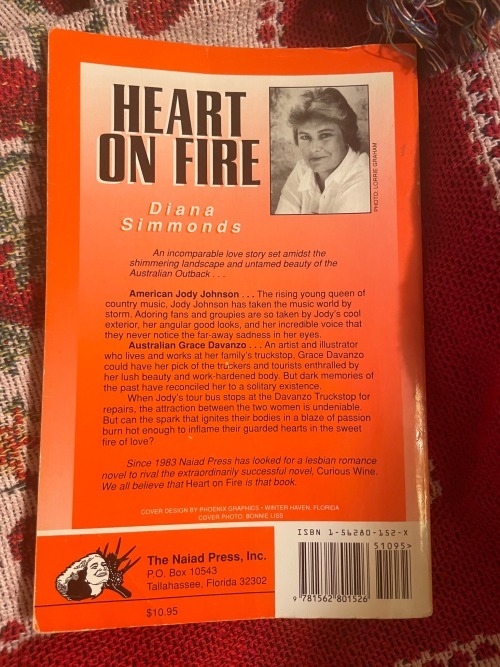 HEART
ON FIRE
PHOTO: LORRIE GRAHAM
Diana
Simmonds
An incomparable love story set amidst the
shimmering landscape and untamed beauty of the
Australian Outback . . .
American Jody Johnson . . . The rising young queen of
country music, Jody Johnson has taken the music world by
storm. Adoring fans and groupies are so taken by Jody's cool
exterior, her angular good looks, and her incredible voice that
they never notice the far-away sadness in her eyes.
Australian Grace Davanzo . . . An artist and illustrator
who lives and works at her family's truckstop, Grace Davanzo
could have her pick of the truckers and tourists enthralled by
her lush beauty and work-hardened body. But dark memories of
the past have reconciled her to a solitary existence.
When Jody's tour bus stops at the Davanzo Truckstop for
repairs, the attraction between the two women is undeniable.
But can the spark that ignites their bodies in a blaze of passion
burn hot enough to inflame their guarded hearts in the sweet
fire of love?
Since 1983 Naiad Press has looked for a lesbian romance
novel to rival the extraordinarily successful novel, Curious Wine.
We all believe that Heart on Fire is that book.
COVER DESIGN BY PHOENIX GRAPHICS • WINTER HAVEN, FLORIDA
COVER PHOTO: BONNIE LISS
The Naiad Press, Inc.
P.O. Box 10543
Tallahassee, Florida 32302
$10.95
ISBN 1-56280-152-X
51095>
9 781562 801526